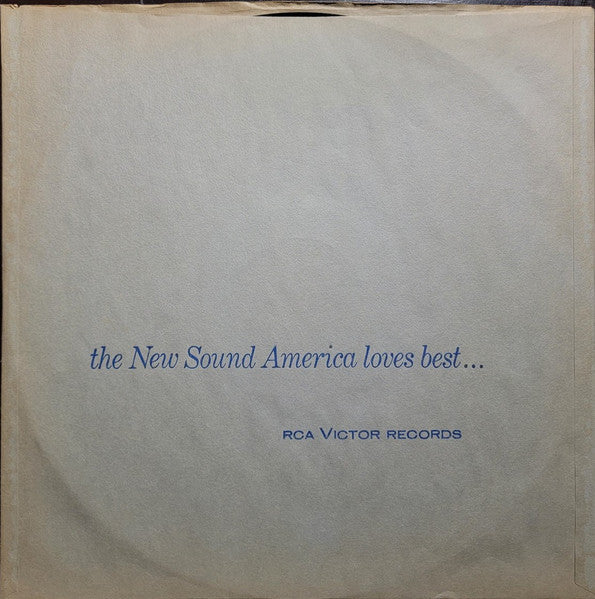 the New Sound America loves best...
RCA VICTOR RECORDS